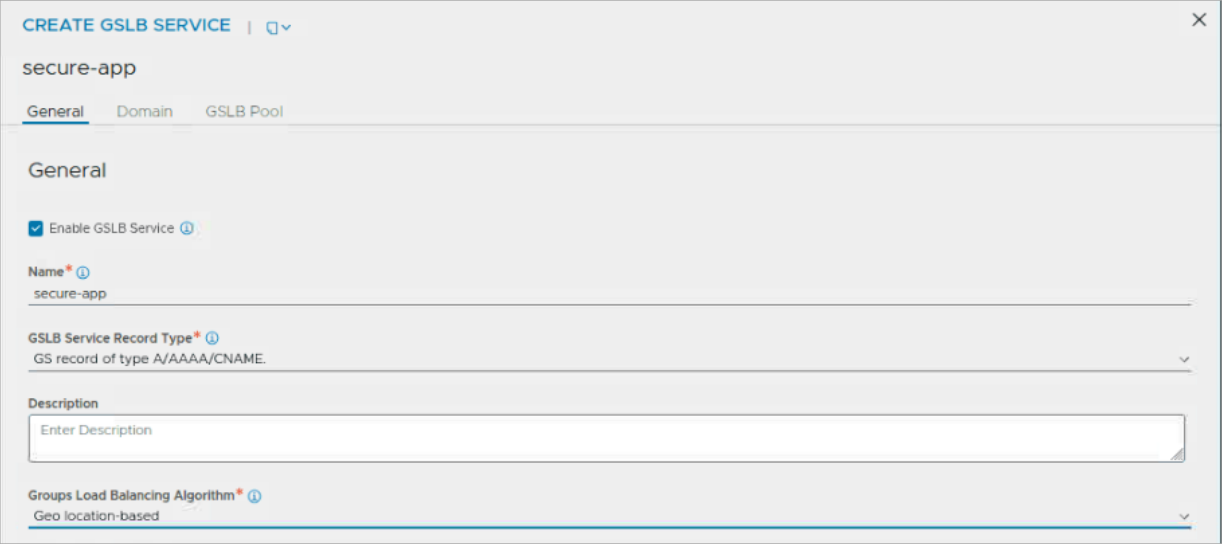 CREATE GSLB SERVICE
secure-app
General Domain GSLB Pool
General
Enable GSLB Service
Name*
secure-app
GSLB Service Record Type*
GS record of type A/AAAA/CNAME.
Description
Enter Description
Groups Load Balancing Algorithm*
Geo location-based